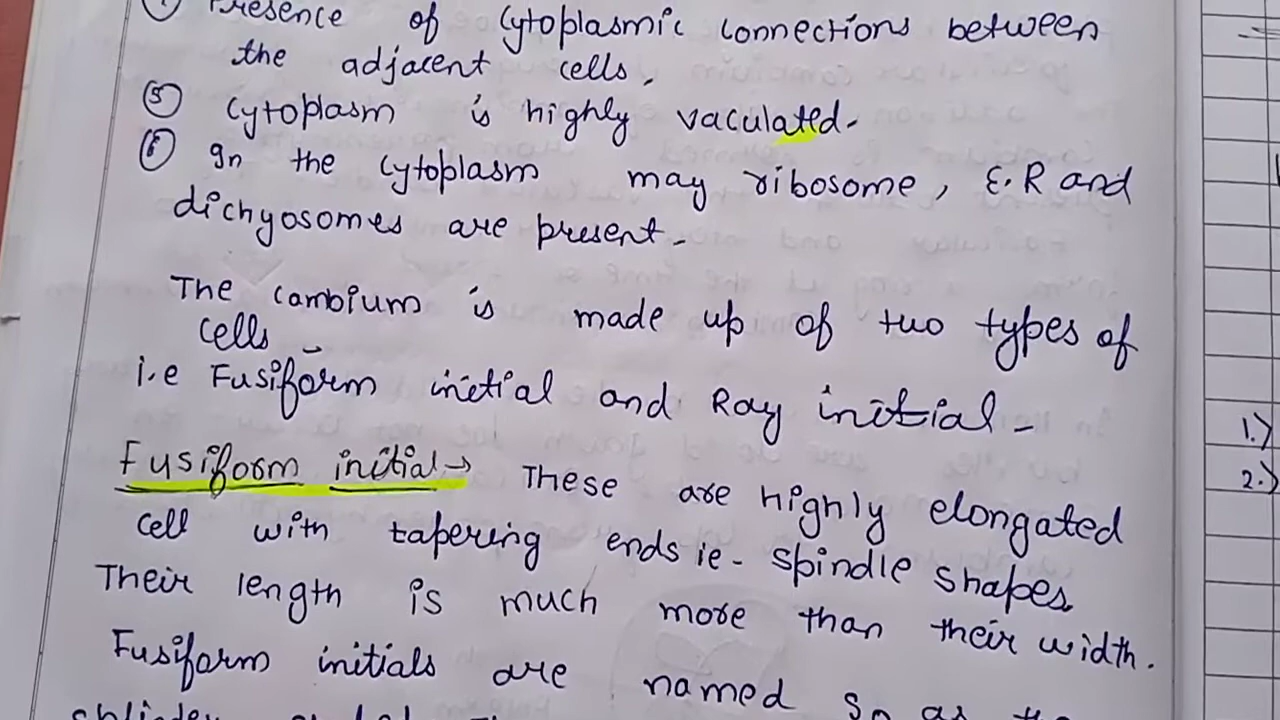 Presence of Cytoplasmic Connections between
the adjacent cells.
⑤ Cytoplasm is highly vaculated.
⑥ In the Cytoplasm may ribosome, E.R and
dichyosomes are present.
The Cambium is made up of two types of
cells
i.e Fusiform inetial and Ray initial -
Fusiform initial → These are highly elongated
cell with tapering ends ie. Spindle shapes
Their length is much more than their width.
Fusiform initials are named so as
1.)
2.)